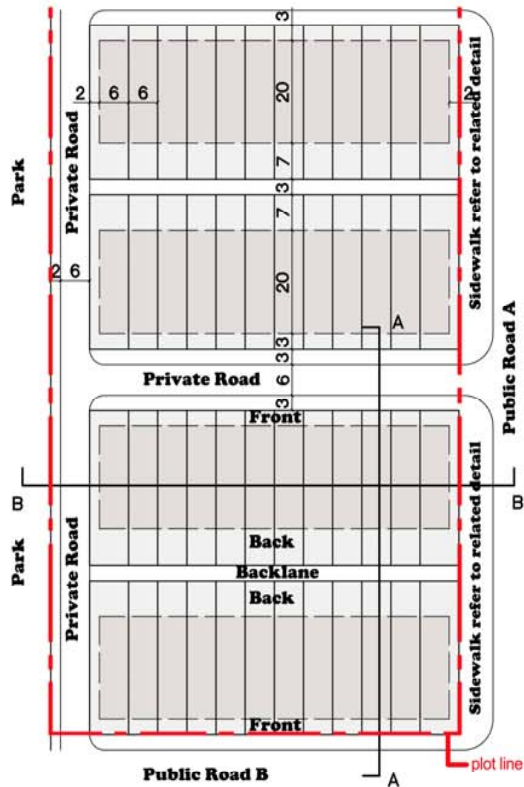 3
2 6 6
20
2
7
3
7
20
2 6
3
3
6
3
Park
Private Road
Sidewalk refer to related detail
A
Private Road
Public Road A
Front
B
B
Back
Backlane
Back
Park
Private Road
Sidewalk refer to related detail
Front
Public Road B
A
plot line